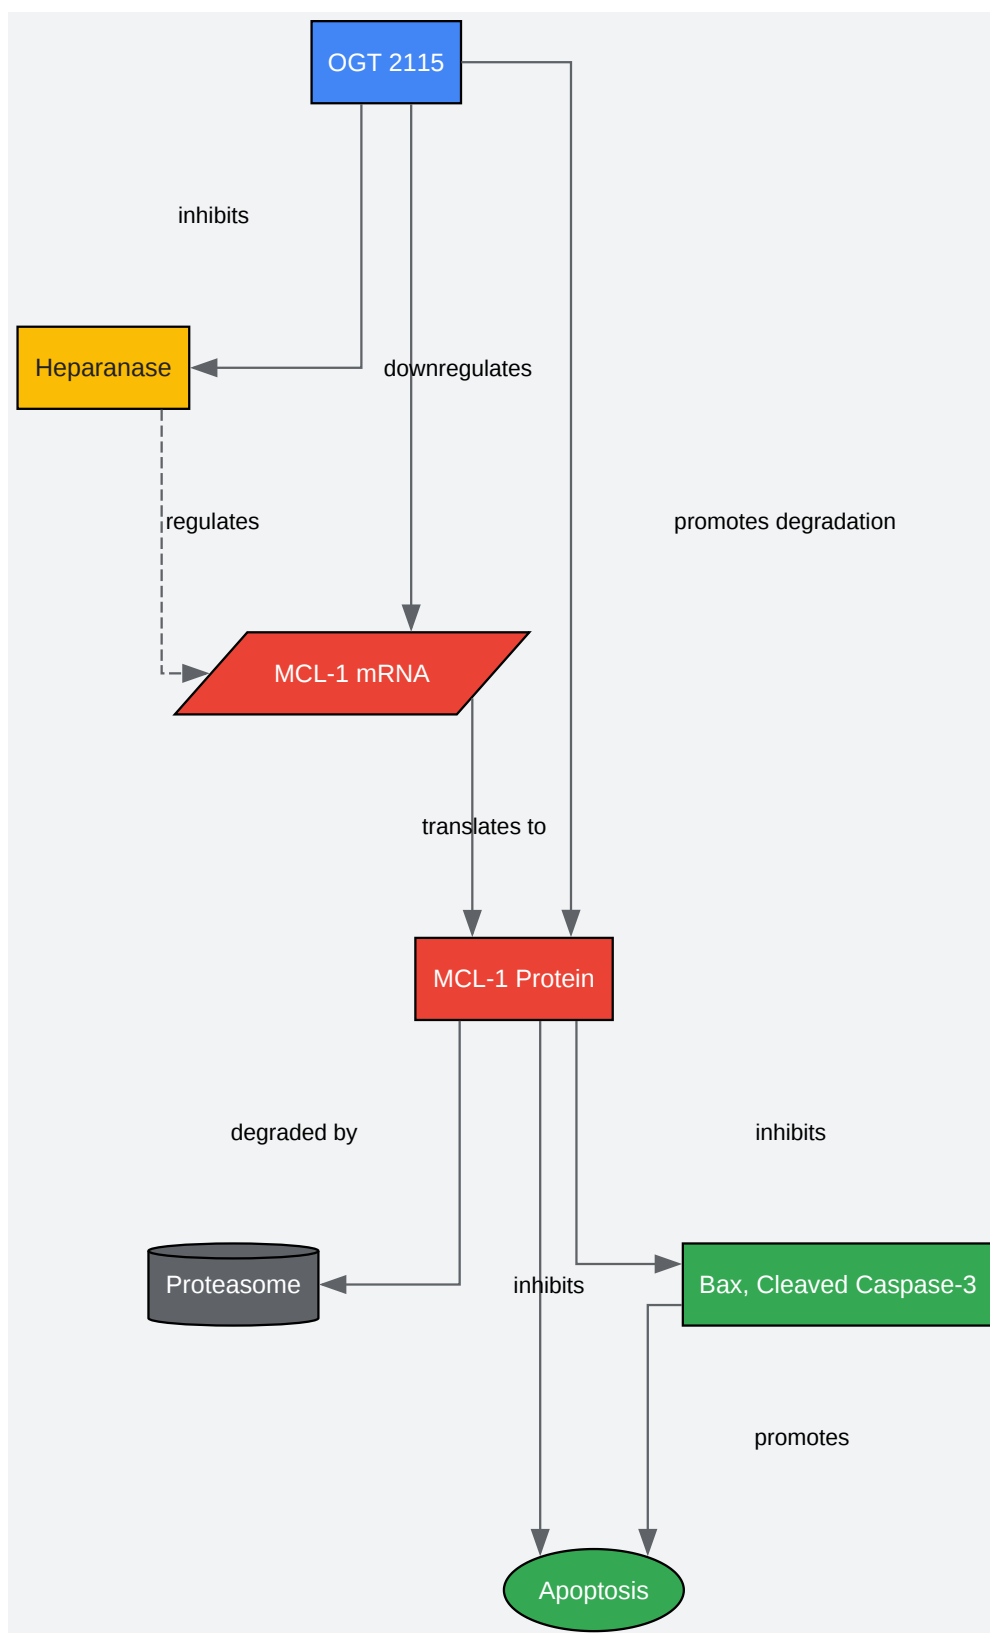 OGT 2115
inhibits
Heparanase
downregulates
regulates
promotes degradation
MCL-1 mRNA
translates to
MCL-1 Protein
degraded by
inhibits
Proteasome
inhibits
Bax, Cleaved Caspase-3
promotes
Apoptosis